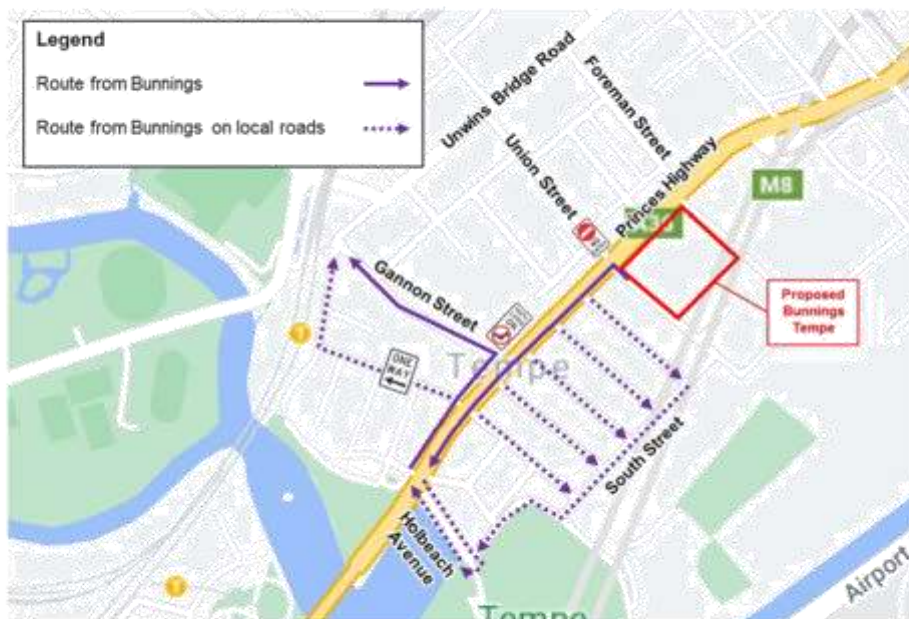 Legend
Route from Bunnings
Route from Bunnings on local roads
Unwins Bridge Road
Foreman Street
Union Street
Princes Highway
M8
Gannon Street
Proposed
Bunnings
Tempe
ONE
WAY
Tempe
South Street
Holbeach
Avenue
Airport
Tempe